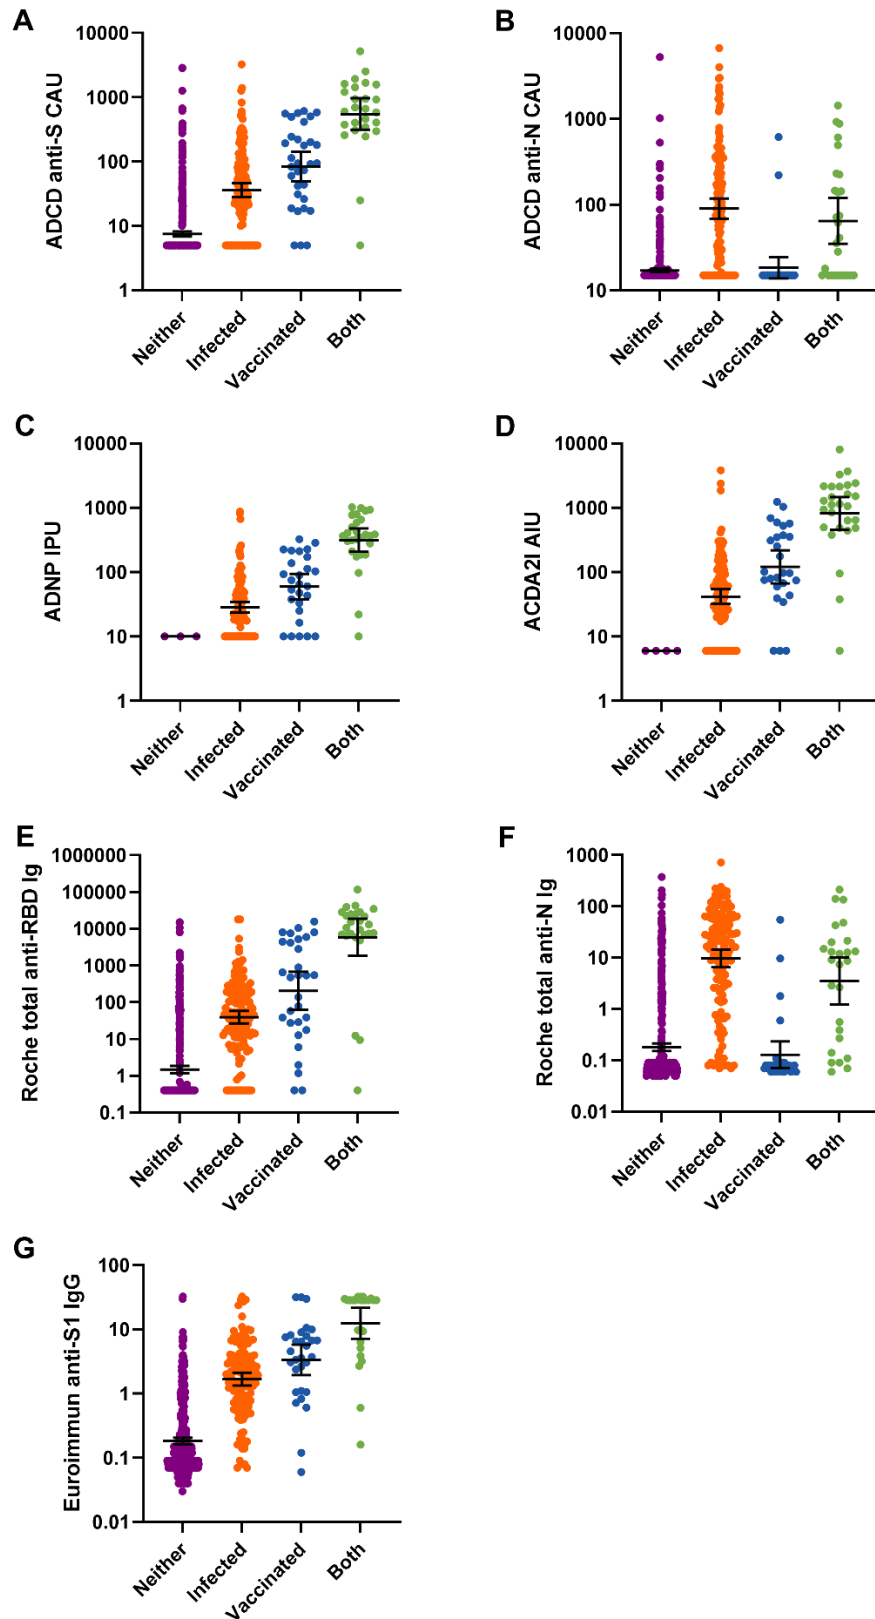 A
ADCD anti-S CAU
10000
1000
100
10
1
Neither
Infected
Vaccinated
Both
B
ADCD anti-N CAU
10000
1000
100
10
Neither
Infected
Vaccinated
Both
C
ADNP IPU
10000
1000
100
10
1
Neither
Infected
Vaccinated
Both
D
ACDA2I AIU
10000
1000
100
10
1
Neither
Infected
Vaccinated
Both
E
Roche total anti-RBD Ig
1000000
100000
10000
1000
100
10
1
0.1
Neither
Infected
Vaccinated
Both
F
Roche total anti-N Ig
1000
100
10
1
0.1
0.01
Neither
Infected
Vaccinated
Both
G
Euroimmun anti-S1 IgG
100
10
1
0.1
0.01
Neither
Infected
Vaccinated
Both